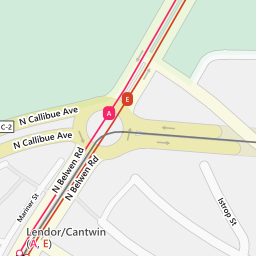 N Callibue Ave
C-2
A
E
N Callibue Ave
N Belwen Rd
N Belwen Rd
Mariner St
Istrop St
Lendor/Cantwin
(A, E)